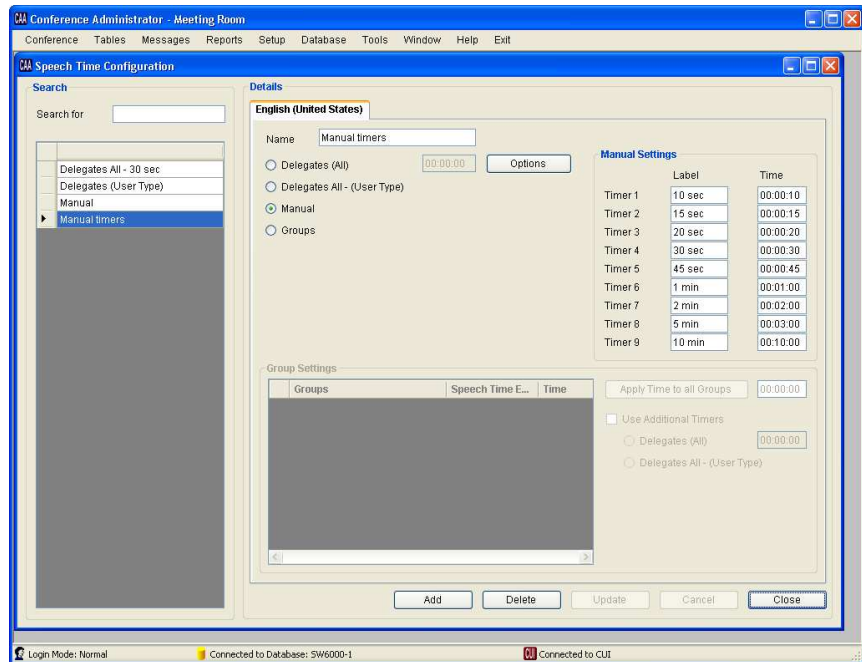 CAA Conference Administrator - Meeting Room
Conference Tables Messages Reports Setup Database Tools Window Help Exit
CAA Speech Time Configuration
Search
Search for
Delegates All - 30 sec
Delegates (User Type)
Manual
Manual timers
Details
English (United States)
Name Manual timers
Delegates (All) 00:00:00 Options
Delegates All - (User Type)
Manual
Groups
Manual Settings
Label Time
Timer 1 10 sec 00:00:10
Timer 2 15 sec 00:00:15
Timer 3 20 sec 00:00:20
Timer 4 30 sec 00:00:30
Timer 5 45 sec 00:00:45
Timer 6 1 min 00:01:00
Timer 7 2 min 00:02:00
Timer 8 5 min 00:03:00
Timer 9 10 min 00:10:00
Group Settings
Groups Speech Time E... Time
Apply Time to all Groups 00:00:00
Use Additional Timers
Delegates (All) 00:00:00
Delegates All - (User Type)
Add Delete Update Cancel Close
Login Mode: Normal Connected to Database: SW6000-1 CUI Connected to CUI